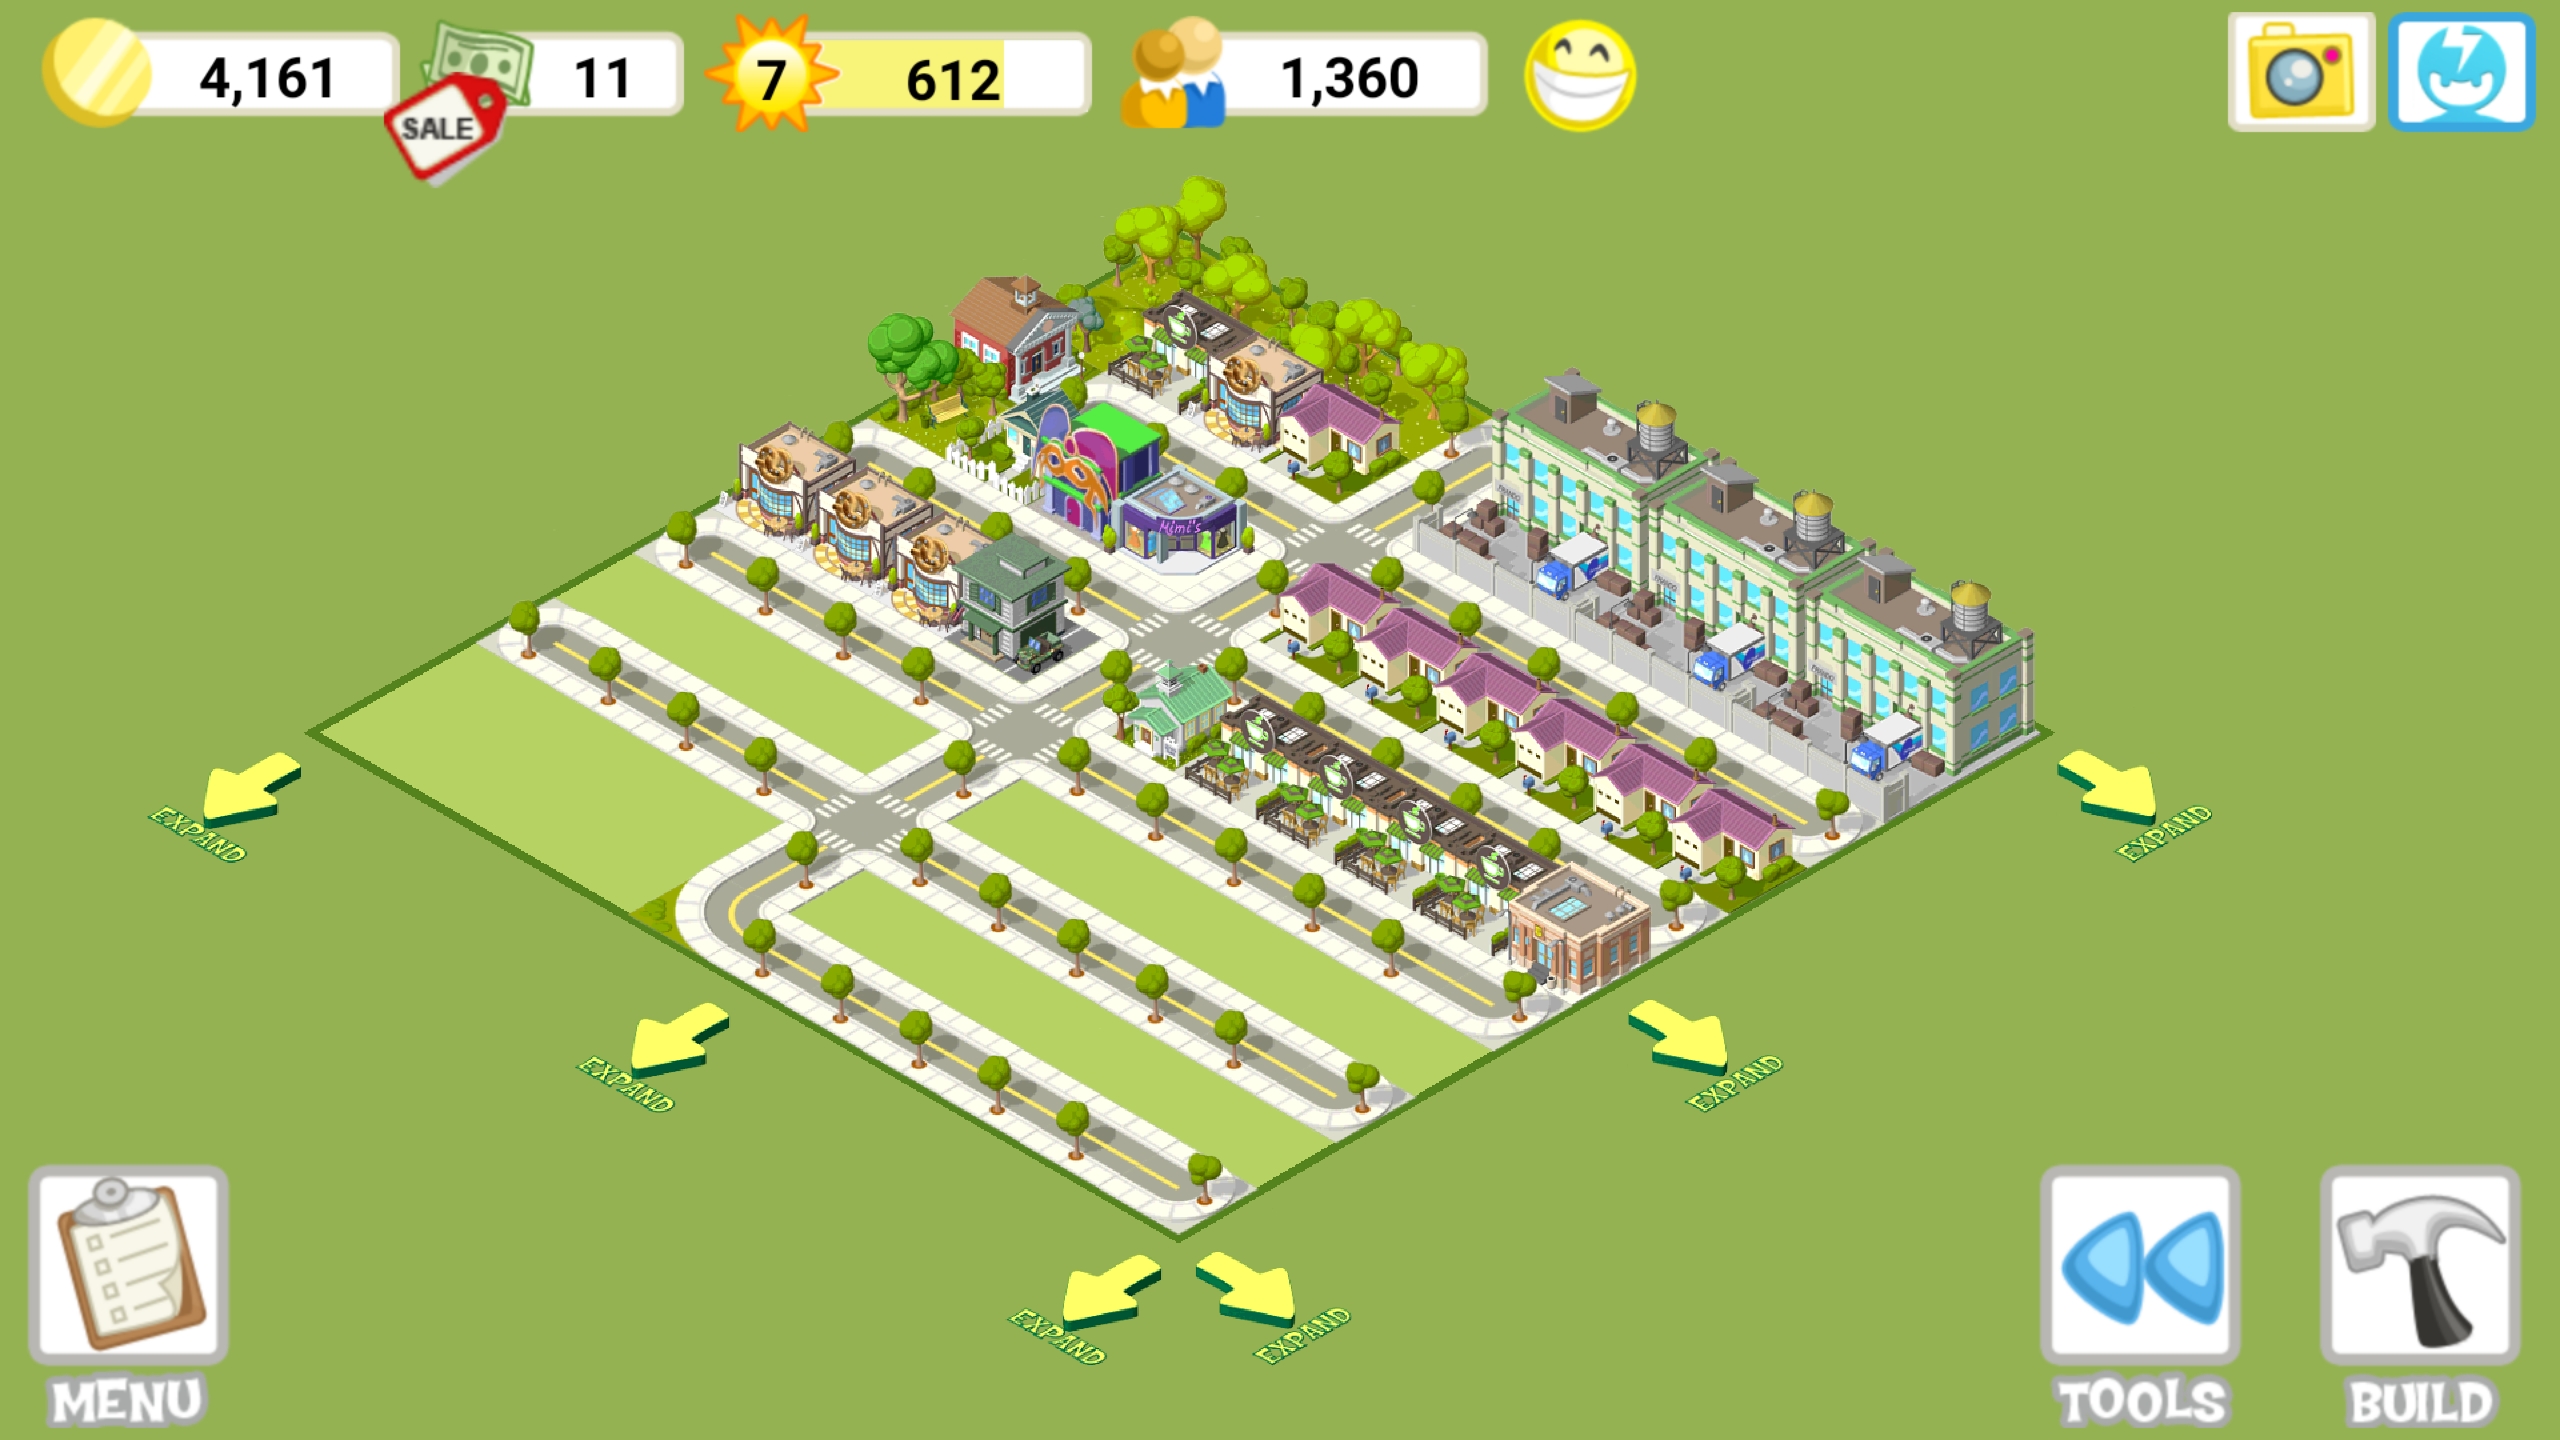 4,161
11
7
612
1,360
SALE
Mimi's
EXPAND
EXPAND
EXPAND
EXPAND
EXPAND
EXPAND
MENU
TOOLS
BUILD